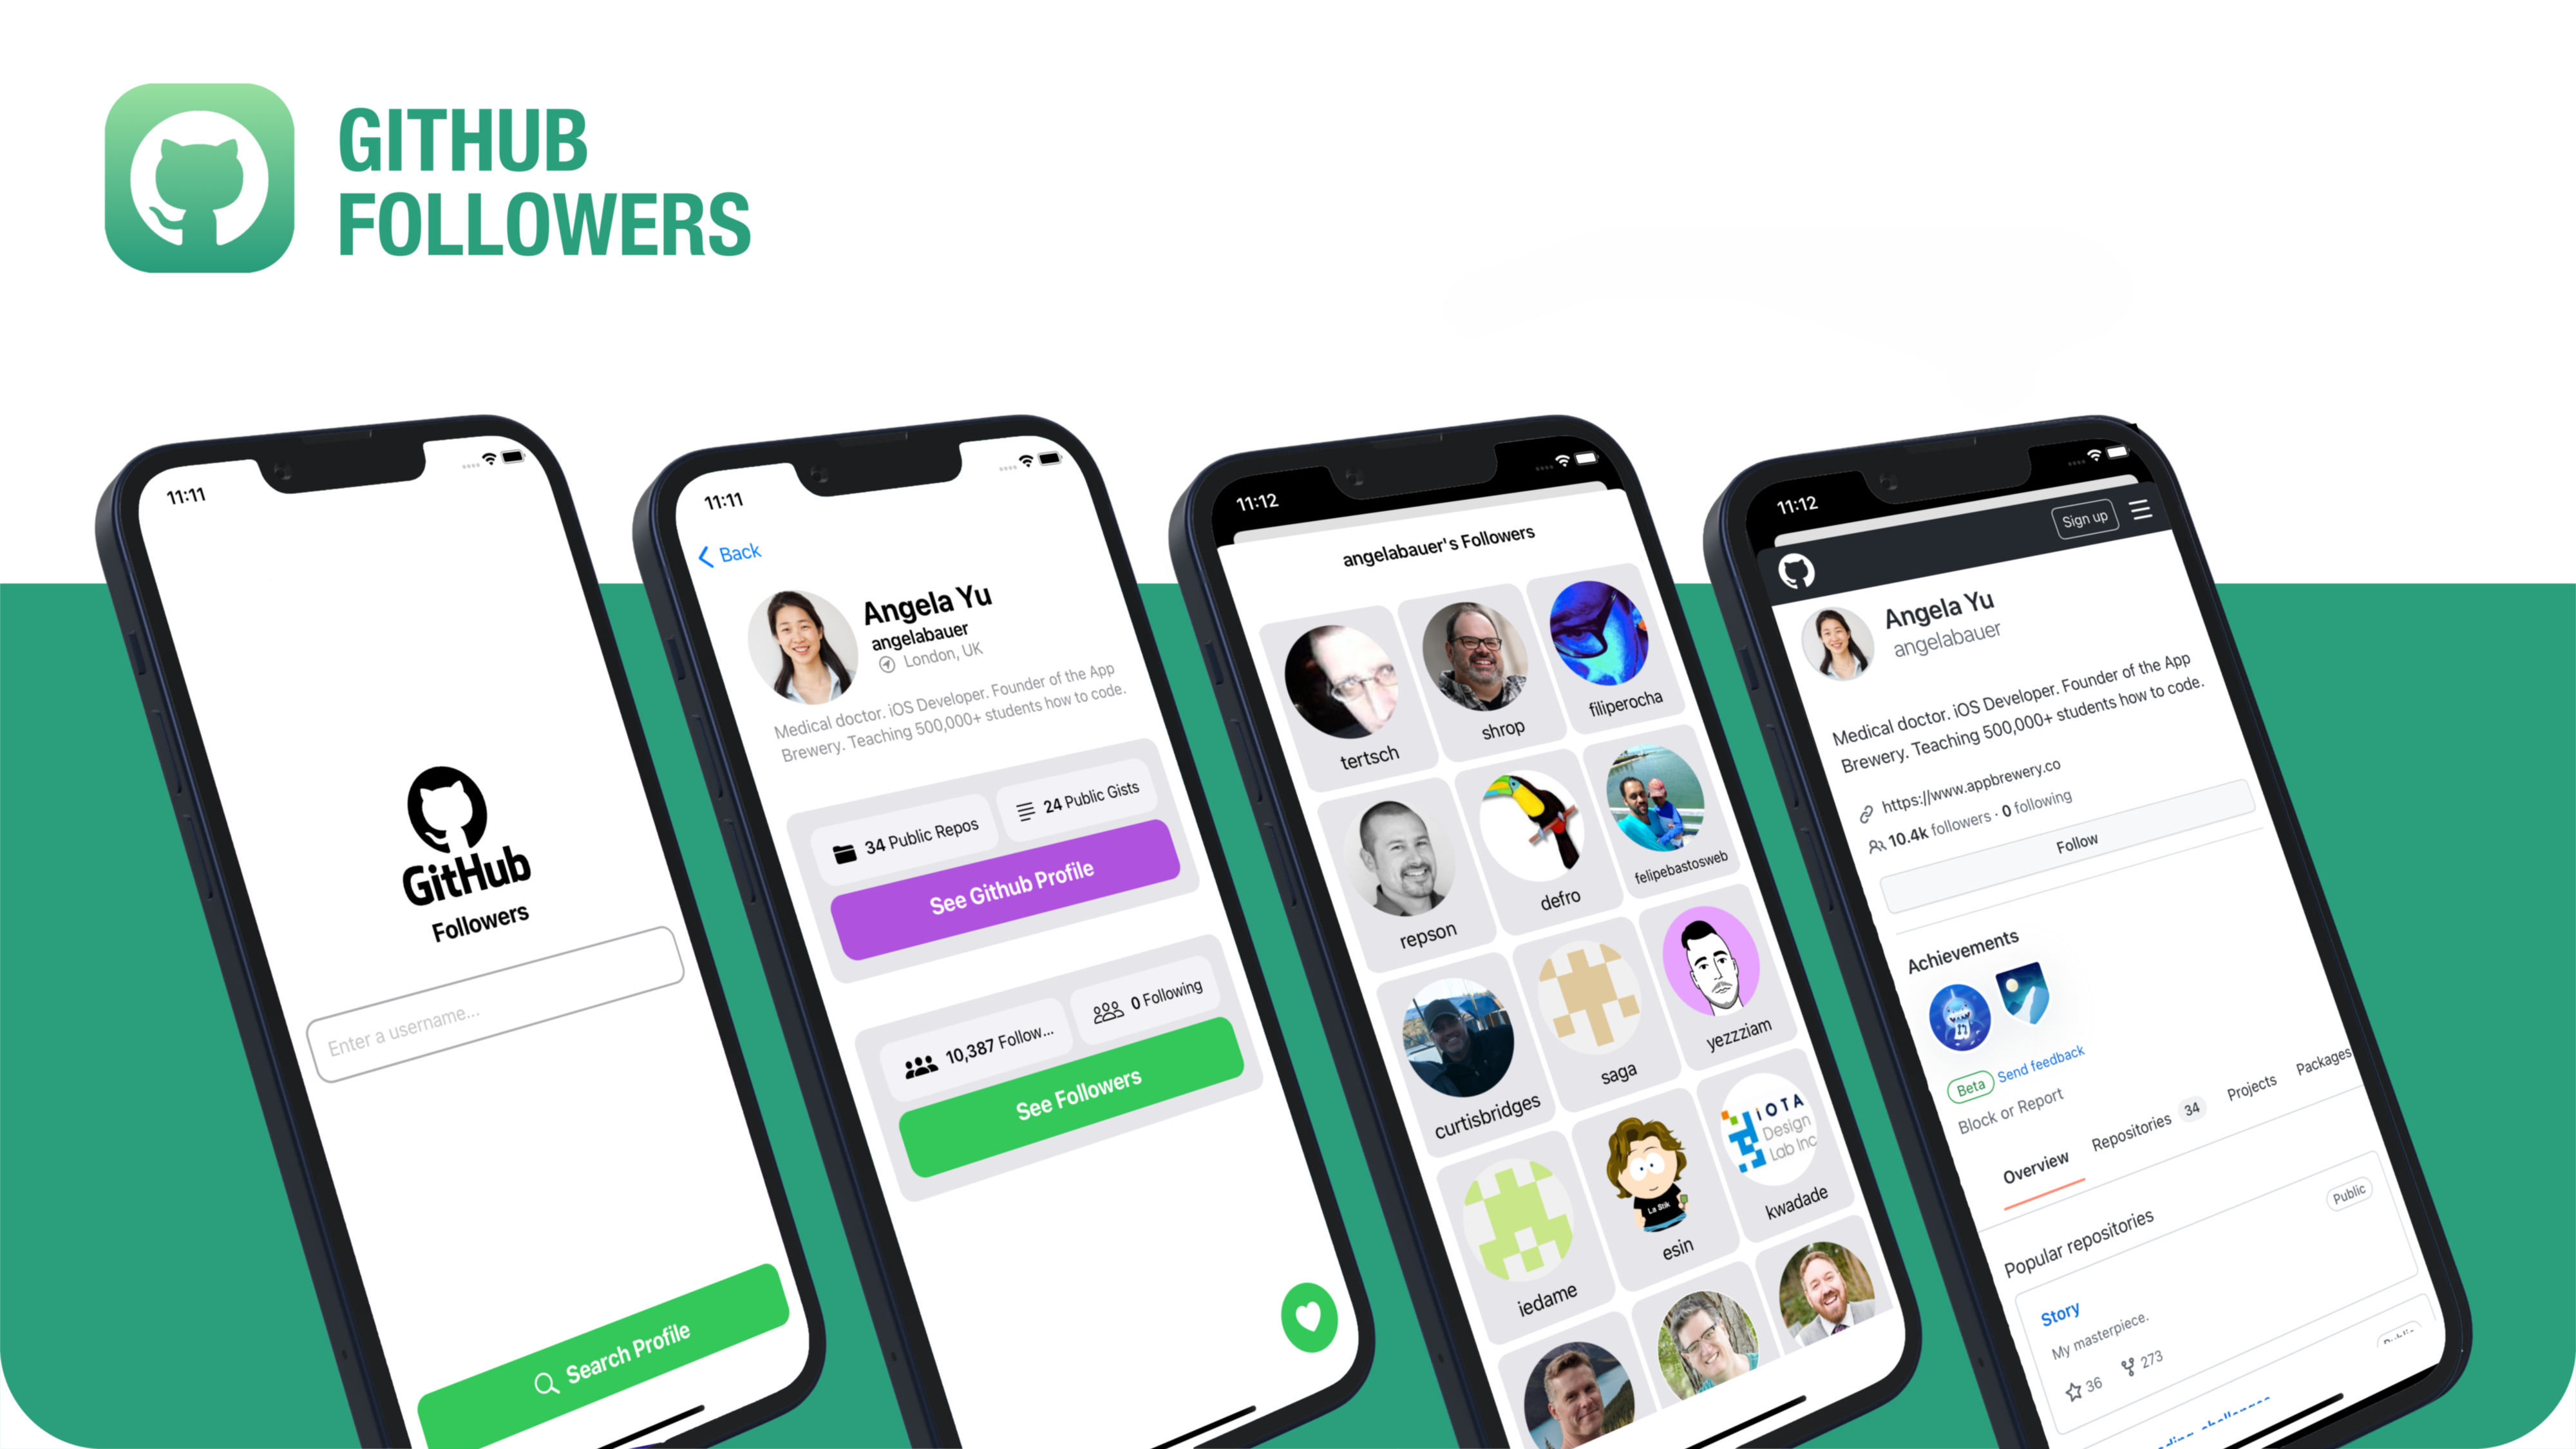 GITHUB
FOLLOWERS
11:11
GitHub
Followers
Enter a username...
Search Profile
11:11
Back
Angela Yu
angelabauer
London, UK
Medical doctor. iOS Developer. Founder of the App
Brewery. Teaching 500,000+ students how to code.
34 Public Repos
24 Public Gists
See Github Profile
10,387 Follow...
0 Following
See Followers
11:12
angelabauer's Followers
tertsch
shrop
filiperocha
repson
defro
felipebastosweb
curtisbridges
saga
yezzziam
iedame
La Stik
esin
iOTA
Design
Lab Inc
kwadade
11:12
Sign up
Angela Yu
angelabauer
Medical doctor. iOS Developer. Founder of the App
Brewery. Teaching 500,000+ students how to code.
https://www.appbrewery.co
10.4k followers · 0 following
Follow
Achievements
Beta Send feedback
Block or Report
Overview
Repositories 34
Projects
Packages
Popular repositories
Story
Public
My masterpiece.
36
273